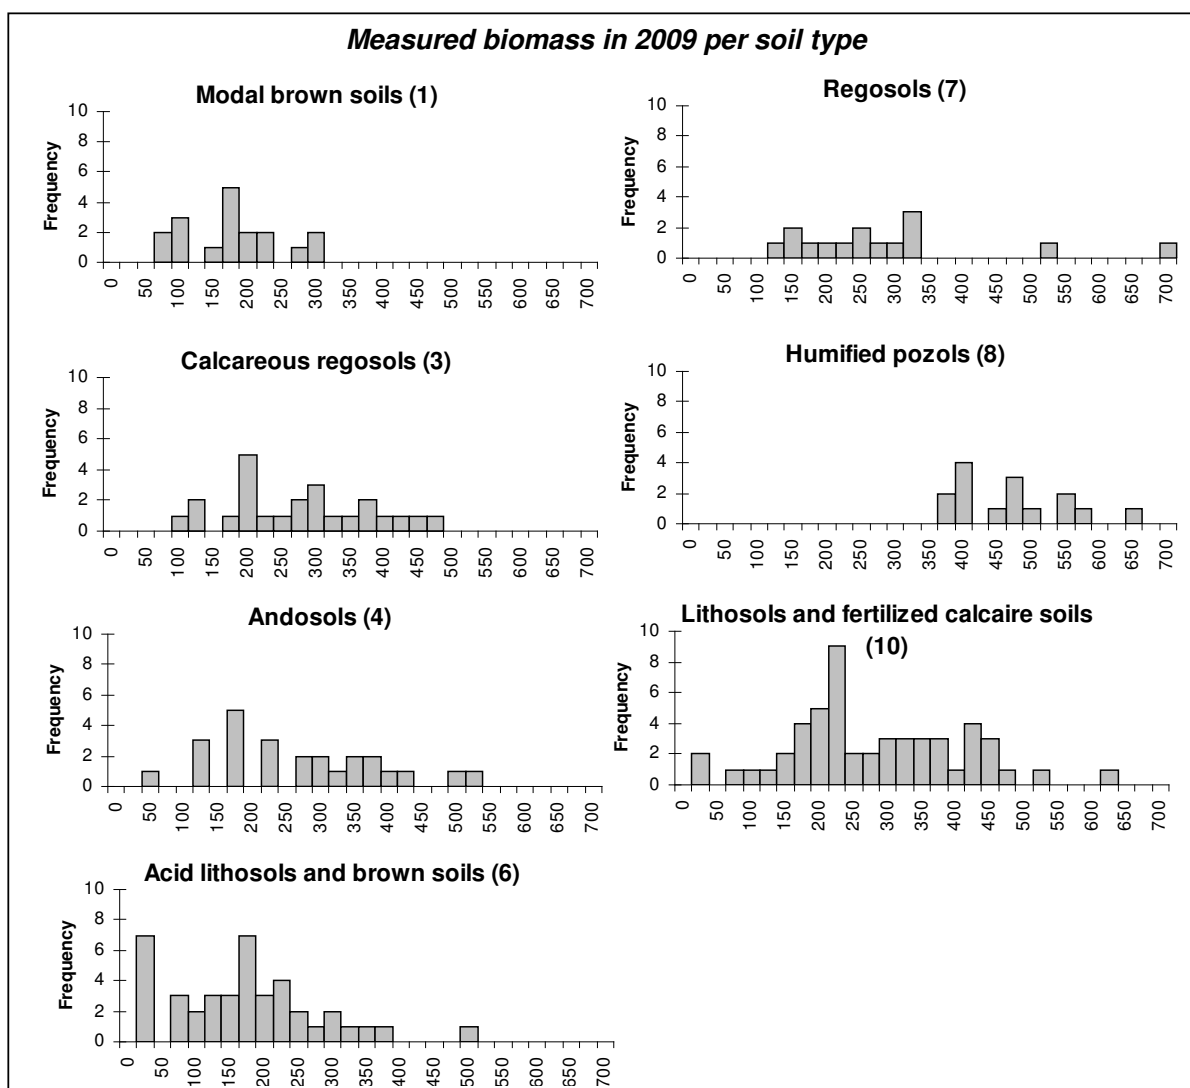 Measured biomass in 2009 per soil type
Modal brown soils (1)
Frequency
10
8
6
4
2
0
0 50 100 150 200 250 300 350 400 450 500 550 600 650 700
Regosols (7)
Frequency
10
8
6
4
2
0
0 50 100 150 200 250 300 350 400 450 500 550 600 650 700
Calcareous regosols (3)
Frequency
10
8
6
4
2
0
0 50 100 150 200 250 300 350 400 450 500 550 600 650 700
Humified pozols (8)
Frequency
10
8
6
4
2
0
0 50 100 150 200 250 300 350 400 450 500 550 600 650 700
Andosols (4)
Frequency
10
8
6
4
2
0
0 50 100 150 200 250 300 350 400 450 500 550 600 650 700
Lithosols and fertilized calcaire soils
(10)
Frequency
10
8
6
4
2
0
0 50 100 150 200 250 300 350 400 450 500 550 600 650 700
Acid lithosols and brown soils (6)
Frequency
10
8
6
4
2
0
0 50 100 150 200 250 300 350 400 450 500 550 600 650 700